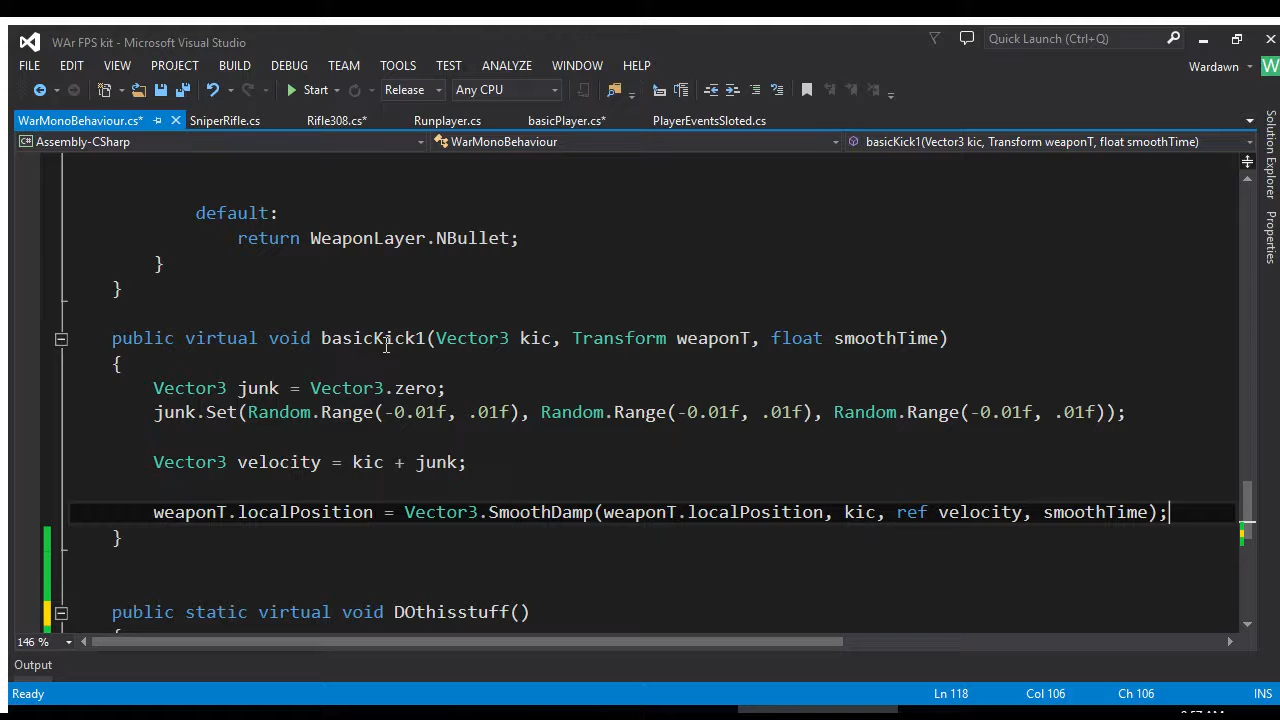 WAr FPS kit - Microsoft Visual Studio
Quick Launch (Ctrl+Q)
FILE EDIT VIEW PROJECT BUILD DEBUG TEAM TOOLS TEST ANALYZE WINDOW HELP
Wardawn W
Start Release Any CPU
WarMonoBehaviour.cs* SniperRifle.cs Rifle308.cs* Runplayer.cs basicPlayer.cs* PlayerEventsSloted.cs
Assembly-CSharp WarMonoBehaviour basicKick1(Vector3 kic, Transform weaponT, float smoothTime)
default:
return WeaponLayer.NBullet;
}
}
public virtual void basicKick1(Vector3 kic, Transform weaponT, float smoothTime)
{
Vector3 junk = Vector3.zero;
junk.Set(Random.Range(-0.01f, .01f), Random.Range(-0.01f, .01f), Random.Range(-0.01f, .01f));
Vector3 velocity = kic + junk;
weaponT.localPosition = Vector3.SmoothDamp(weaponT.localPosition, kic, ref velocity, smoothTime);
}
public static virtual void DOthisstuff()
146 %
Output
Ready Ln 118 Col 106 Ch 106 INS
Solution Explorer
Properties